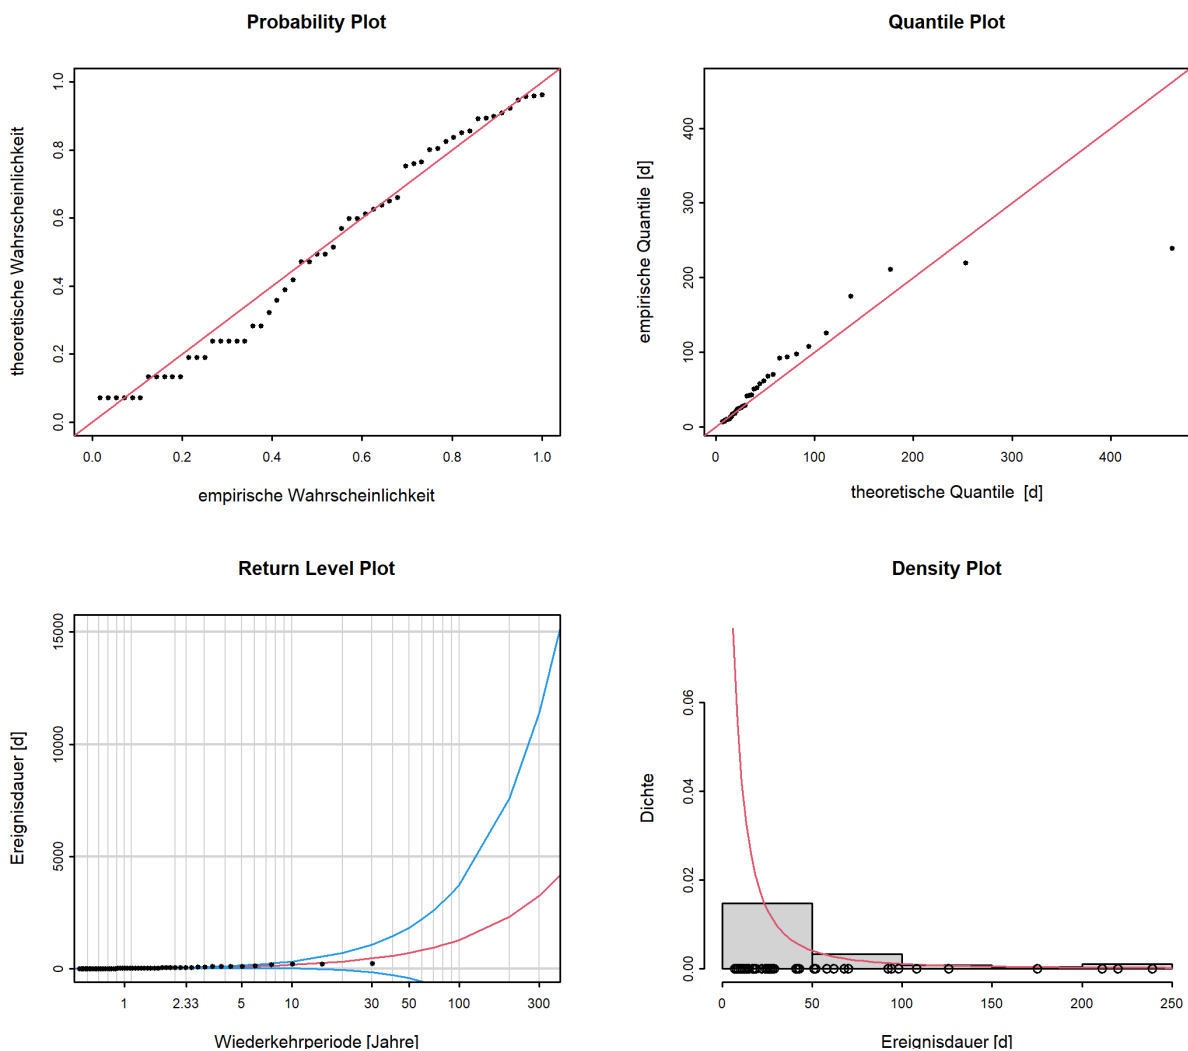 Probability Plot
theoretische Wahrscheinlichkeit
0.0 0.2 0.4 0.6 0.8 1.0
0.0 0.2 0.4 0.6 0.8 1.0
empirische Wahrscheinlichkeit
Quantile Plot
empirische Quantile [d]
0 100 200 300 400
0 100 200 300 400
theoretische Quantile [d]
Return Level Plot
Ereignisdauer [d]
0 5000 10000 15000
1 2.33 5 10 30 50 100 300
Wiederkehrperiode [Jahre]
Density Plot
Dichte
0.00 0.02 0.04 0.06
0 50 100 150 200 250
Ereignisdauer [d]